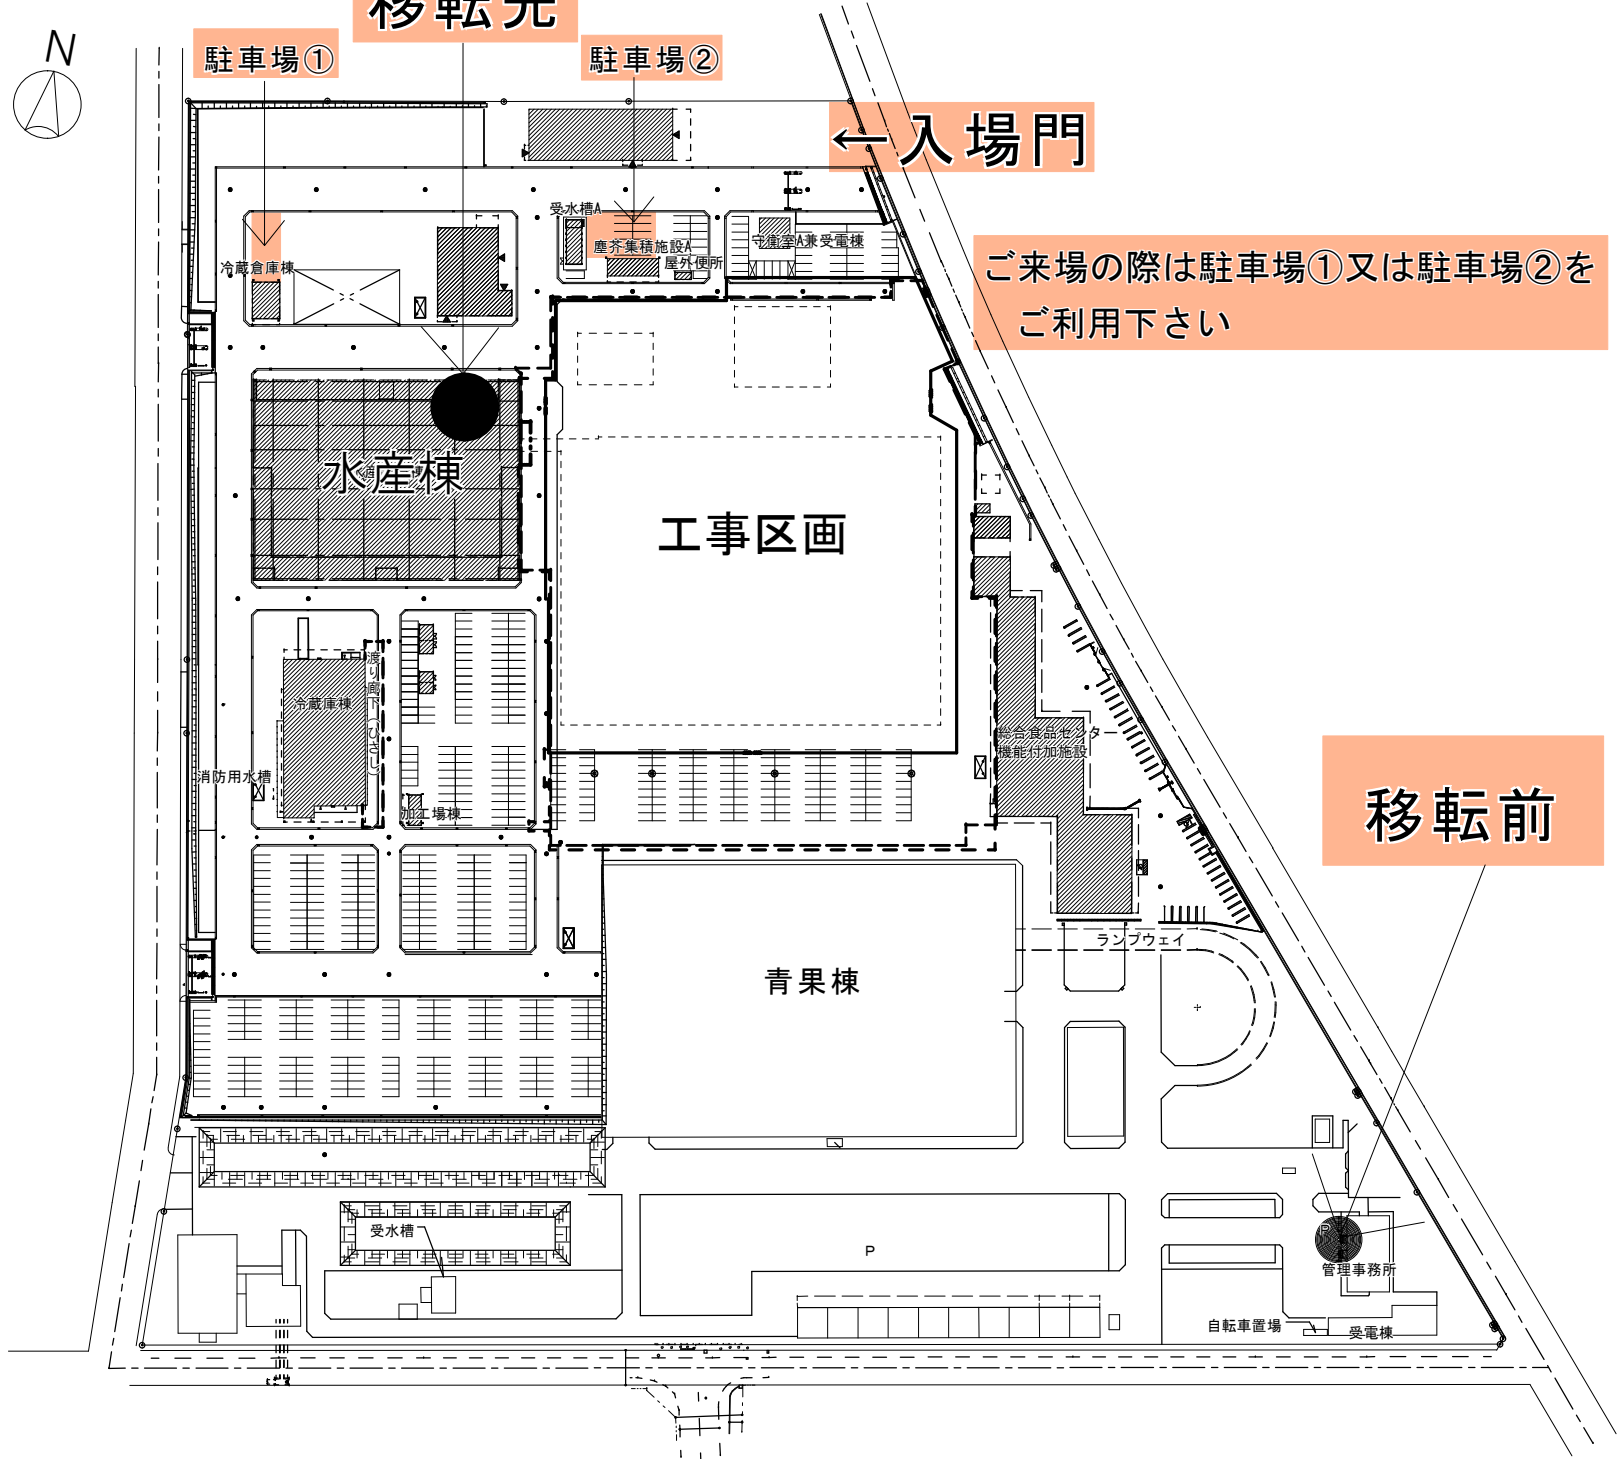 移転先
N
駐車場①
駐車場②
←入場門
受水槽A
塵芥集積施設A
守衛室A兼受電棟
屋外便所
冷蔵倉庫棟
ご来場の際は駐車場①又は駐車場②を
ご利用下さい
水産棟
工事区画
渡り廊下（ひさし）
冷蔵庫棟
総合食品センター
機能付加施設
消防用水槽
加工場棟
移転前
ランプウェイ
青果棟
受水槽
P
管理事務所
自転車置場
受電棟